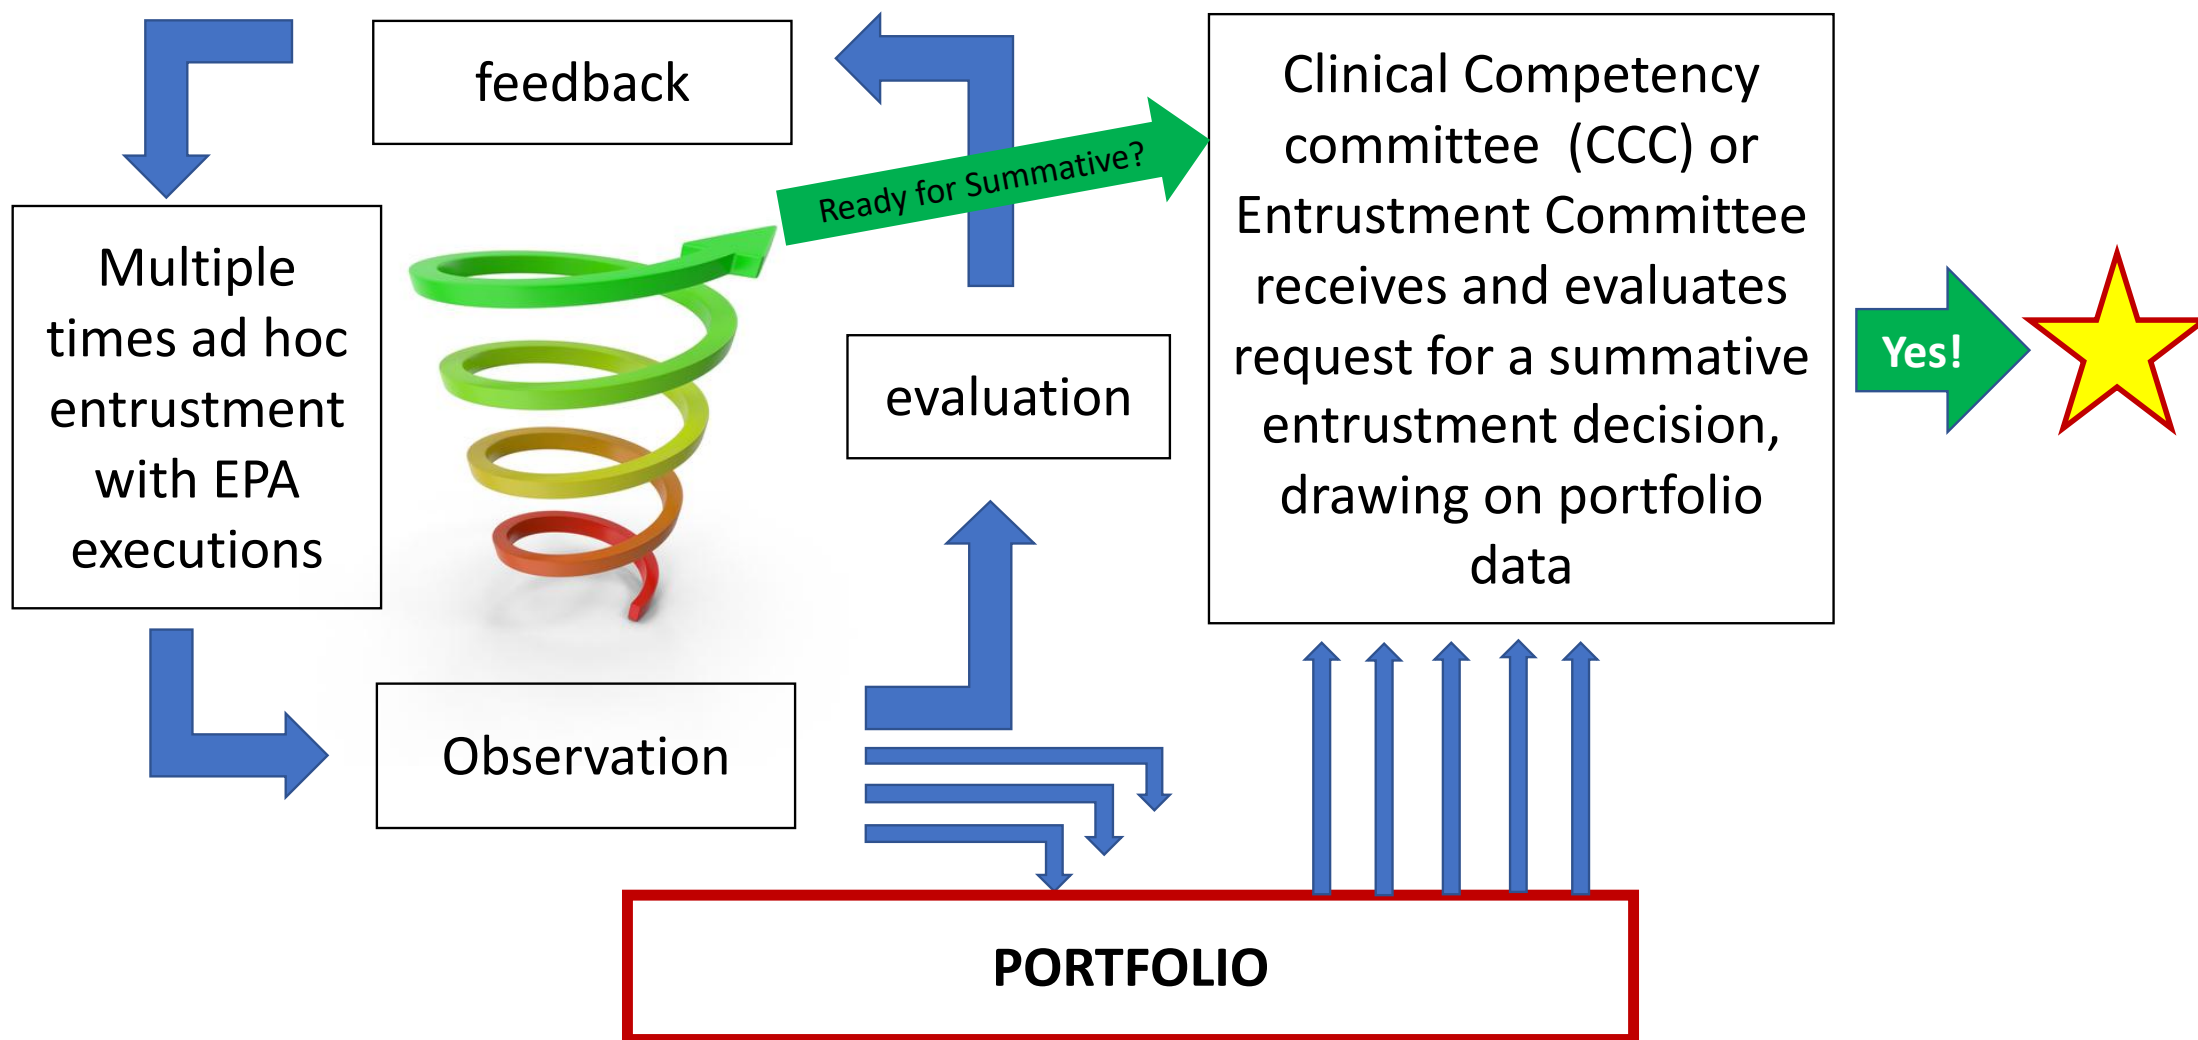 feedback
Ready for Summative?
Clinical Competency
committee  (CCC) or
Entrustment Committee
receives and evaluates
request for a summative
entrustment decision,
drawing on portfolio
data
Multiple
times ad hoc
entrustment
with EPA
executions
evaluation
Yes!
Observation
PORTFOLIO